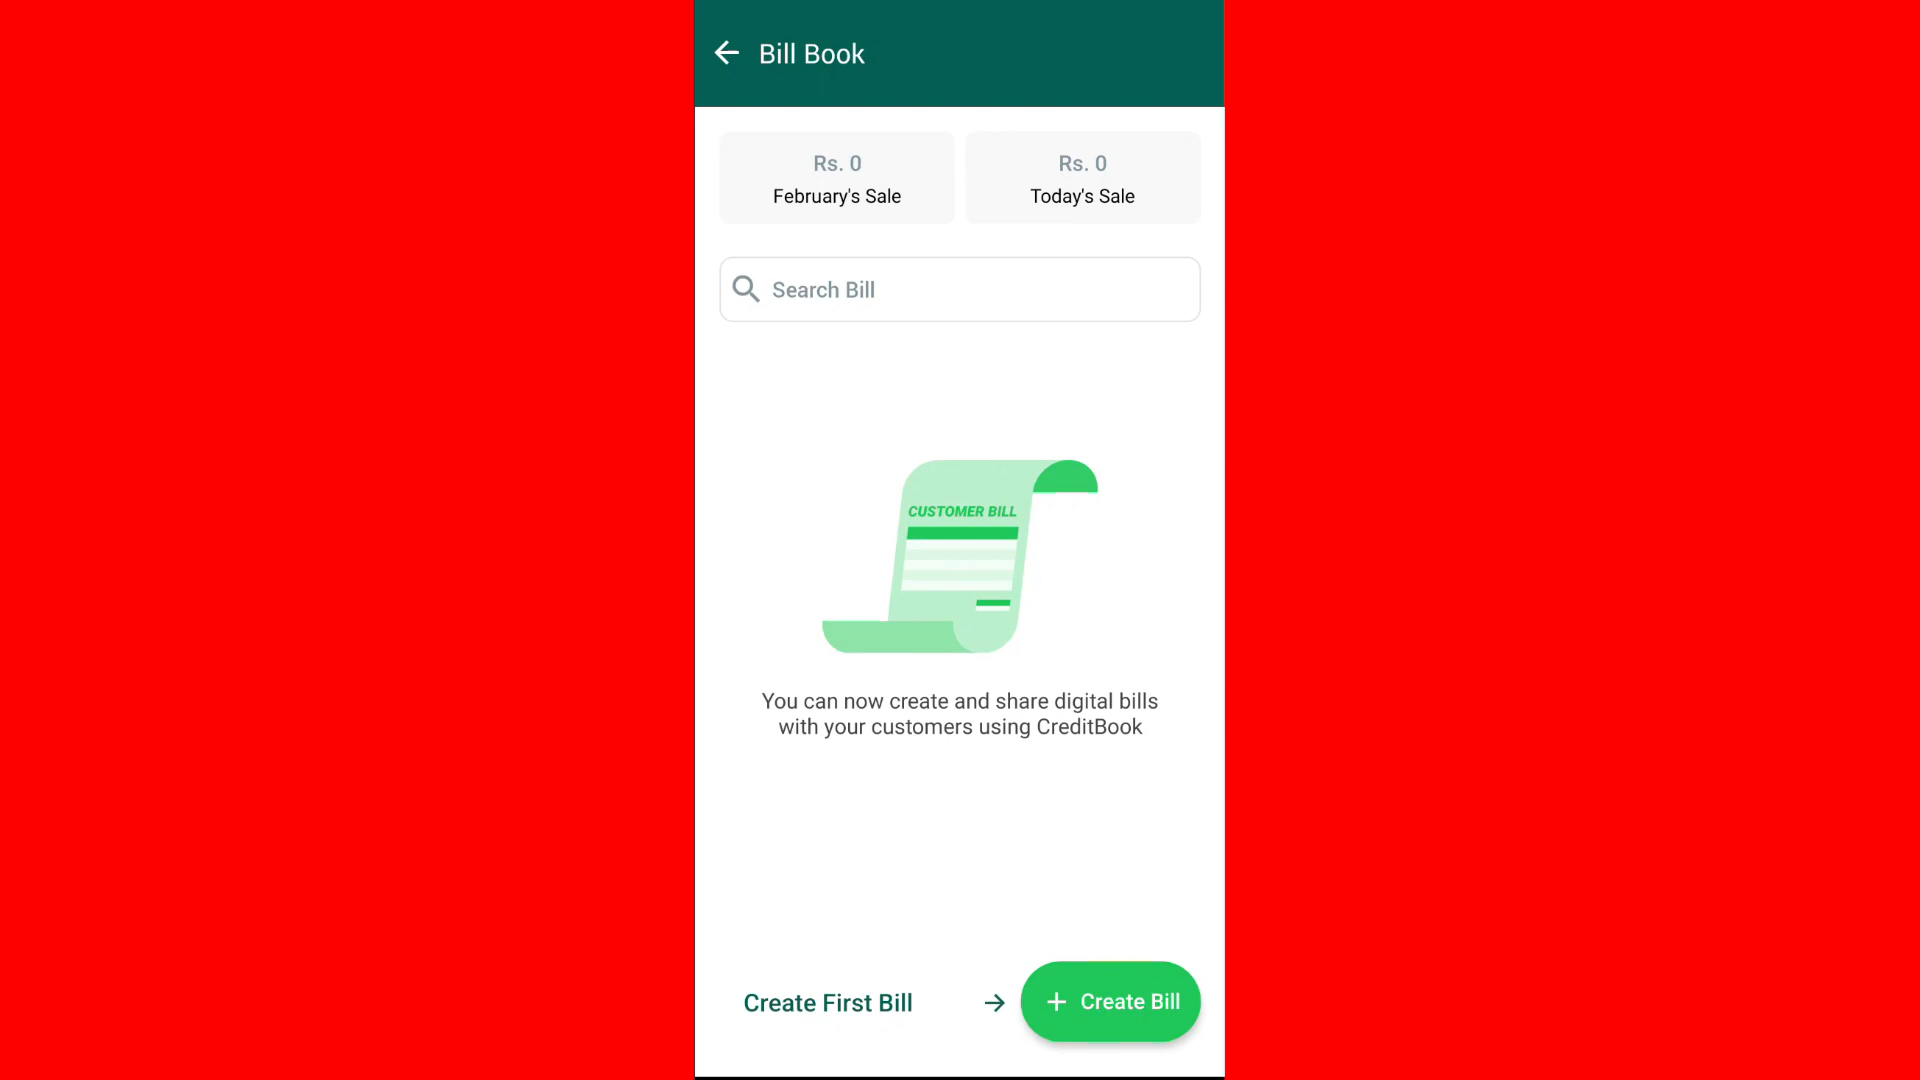 Bill Book
Rs. 0
February's Sale
Rs. 0
Today's Sale
Search Bill
CUSTOMER BILL
You can now create and share digital bills
with your customers using CreditBook
Create First Bill
Create Bill